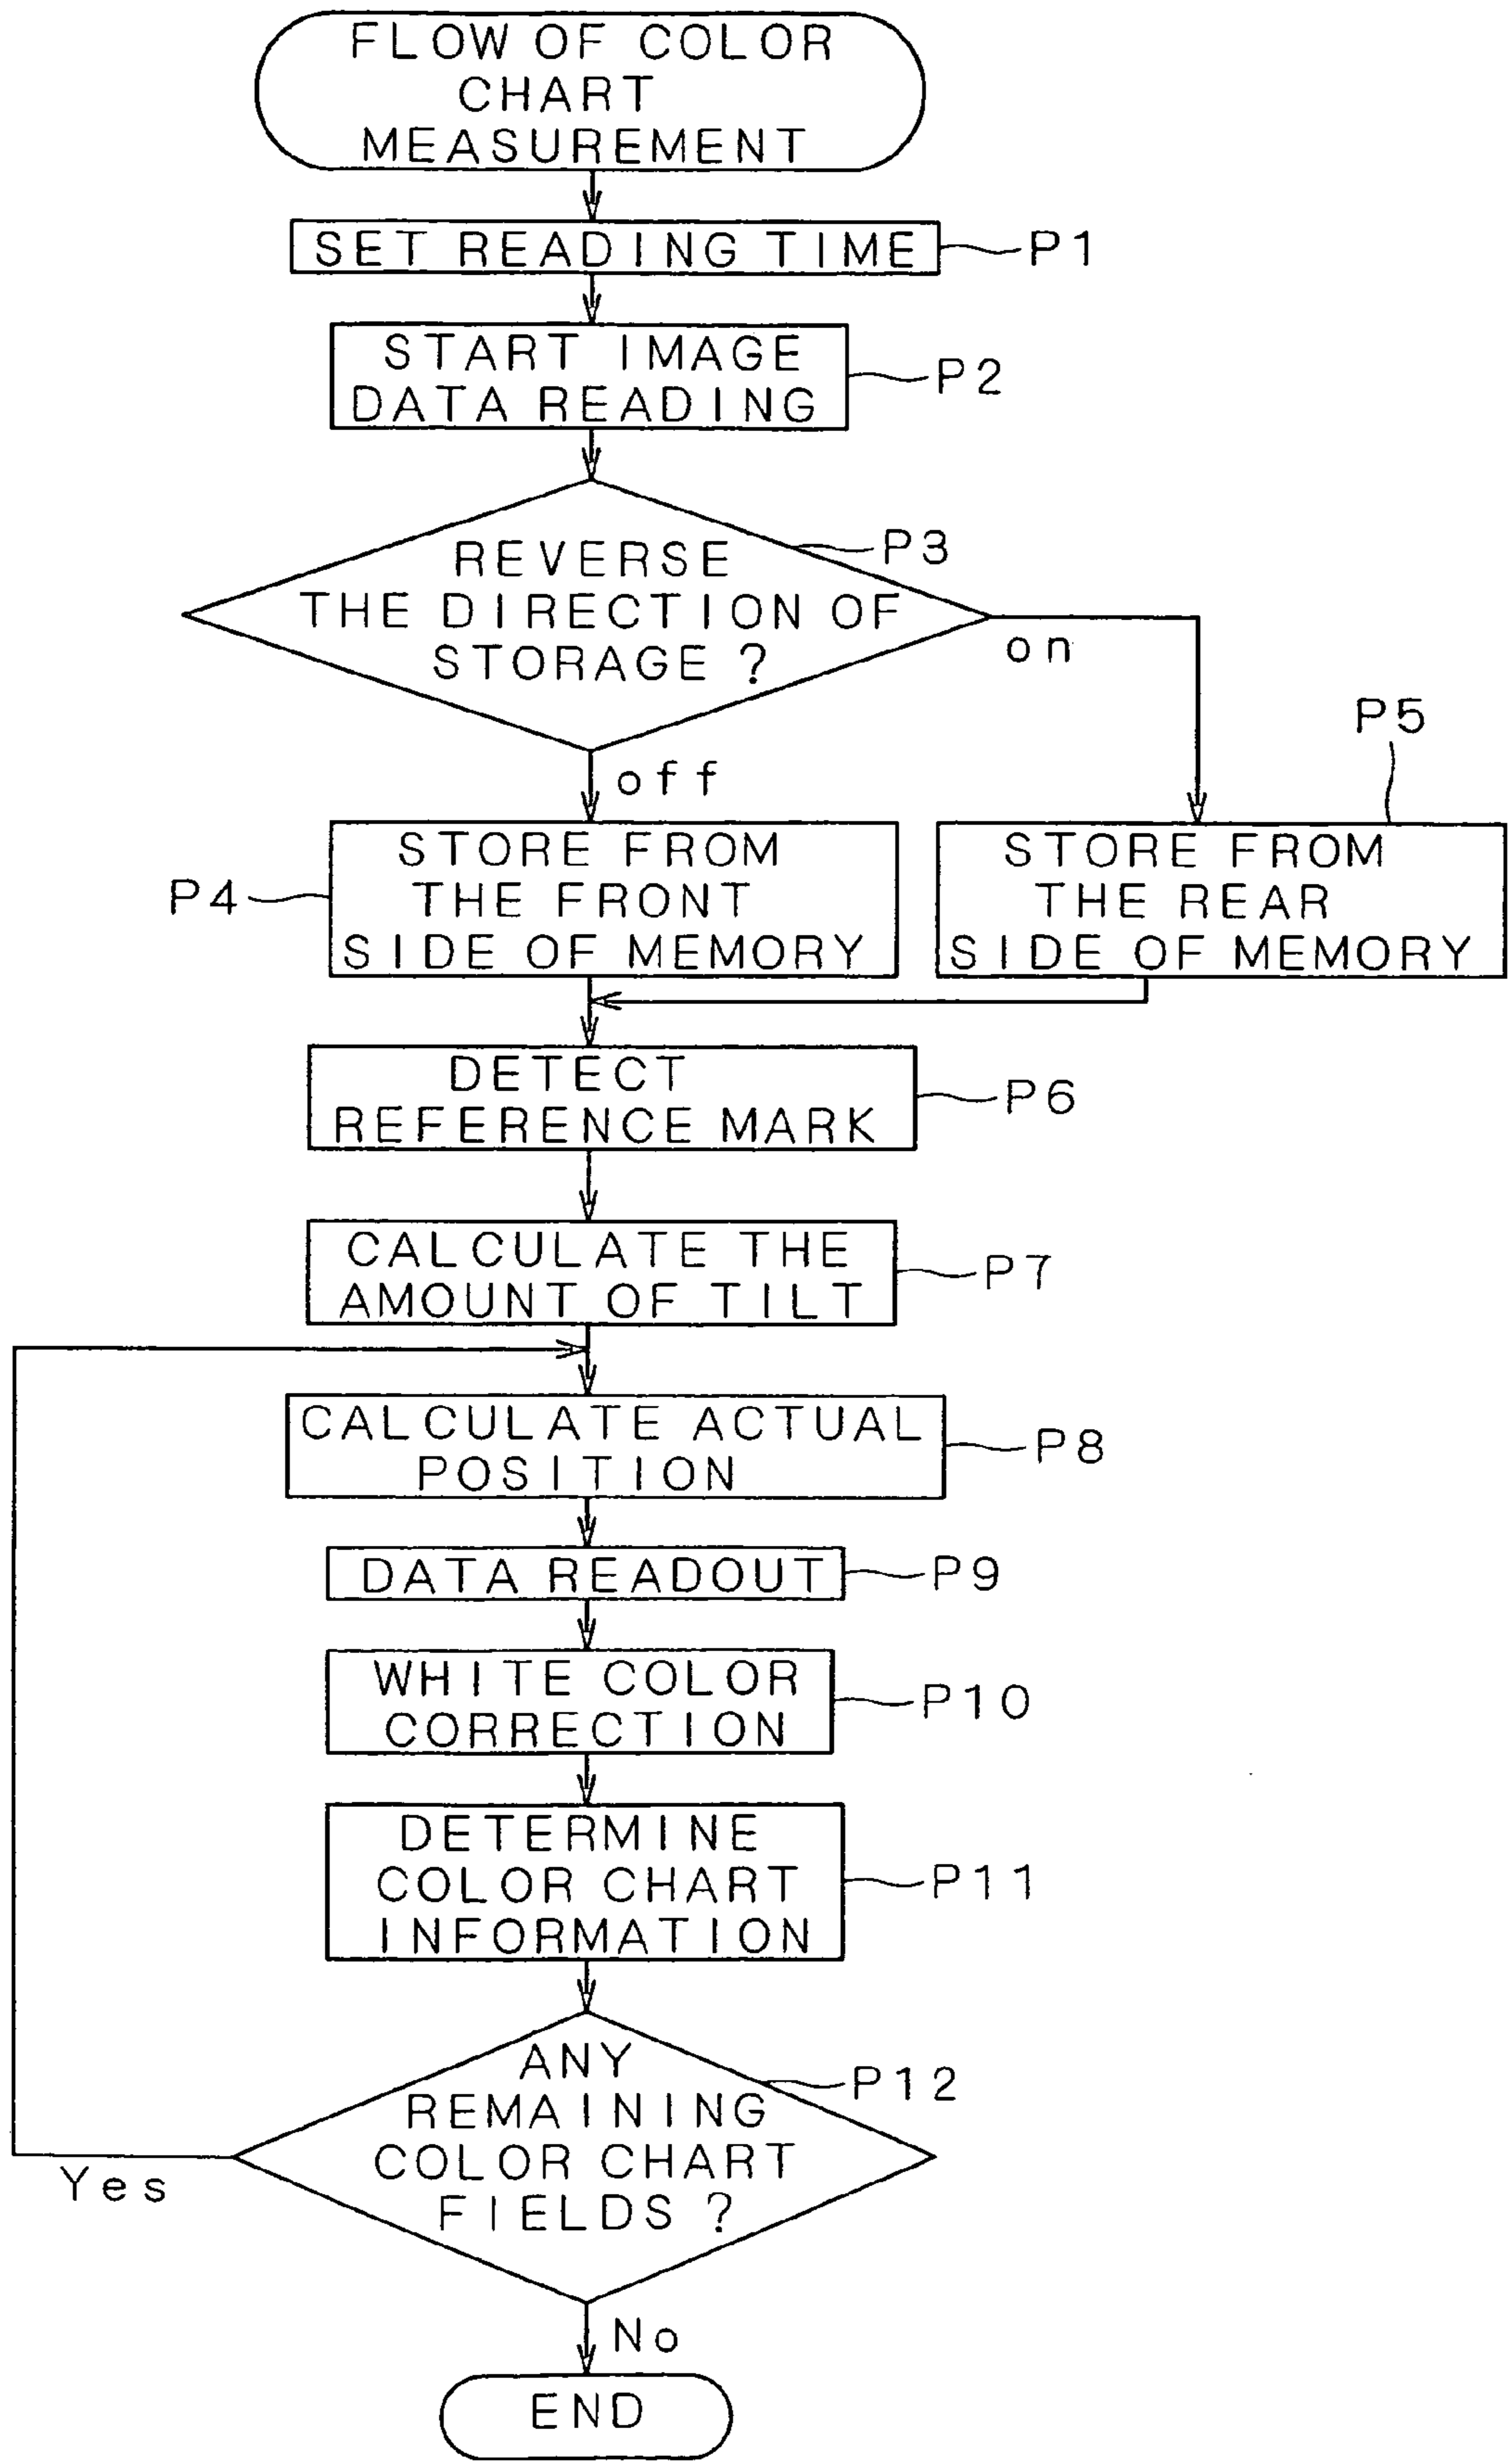 FLOW OF COLOR
CHART
MEASUREMENT
SET READING TIME
P1
START IMAGE
DATA READING
P2
REVERSE
THE DIRECTION OF
STORAGE ?
P3
on
off
P5
STORE FROM
THE FRONT
SIDE OF MEMORY
P4
STORE FROM
THE REAR
SIDE OF MEMORY
DETECT
REFERENCE MARK
P6
CALCULATE THE
AMOUNT OF TILT
P7
CALCULATE ACTUAL
POSITION
P8
DATA READOUT
P9
WHITE COLOR
CORRECTION
P10
DETERMINE
COLOR CHART
INFORMATION
P11
ANY
REMAINING
COLOR CHART
FIELDS ?
P12
Yes
No
END